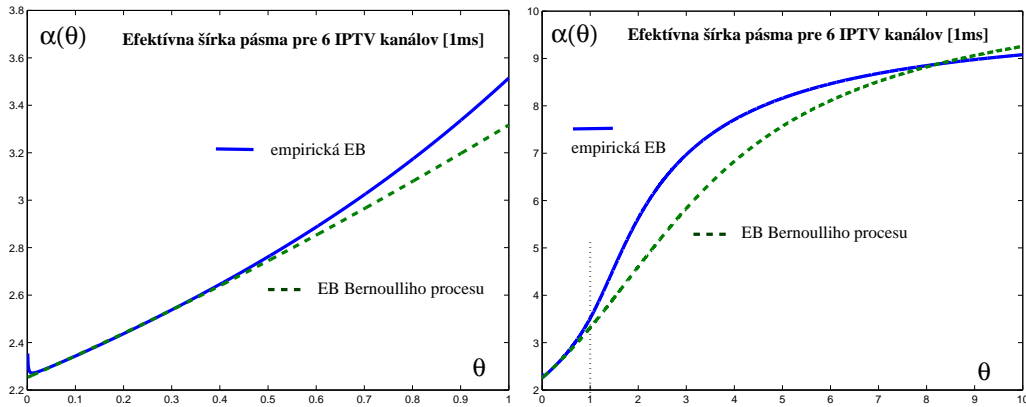 α(θ)
Efektívna šírka pásma pre 6 IPTV kanálov [1ms]
empirická EB
EB Bernoulliho procesu
θ
3.8
3.6
3.4
3.2
3
2.8
2.6
2.4
2.2
0 0.1 0.2 0.3 0.4 0.5 0.6 0.7 0.8 0.9 1
α(θ)
Efektívna šírka pásma pre 6 IPTV kanálov [1ms]
empirická EB
EB Bernoulliho procesu
θ
10
9
8
7
6
5
4
3
2
0 1 2 3 4 5 6 7 8 9 10